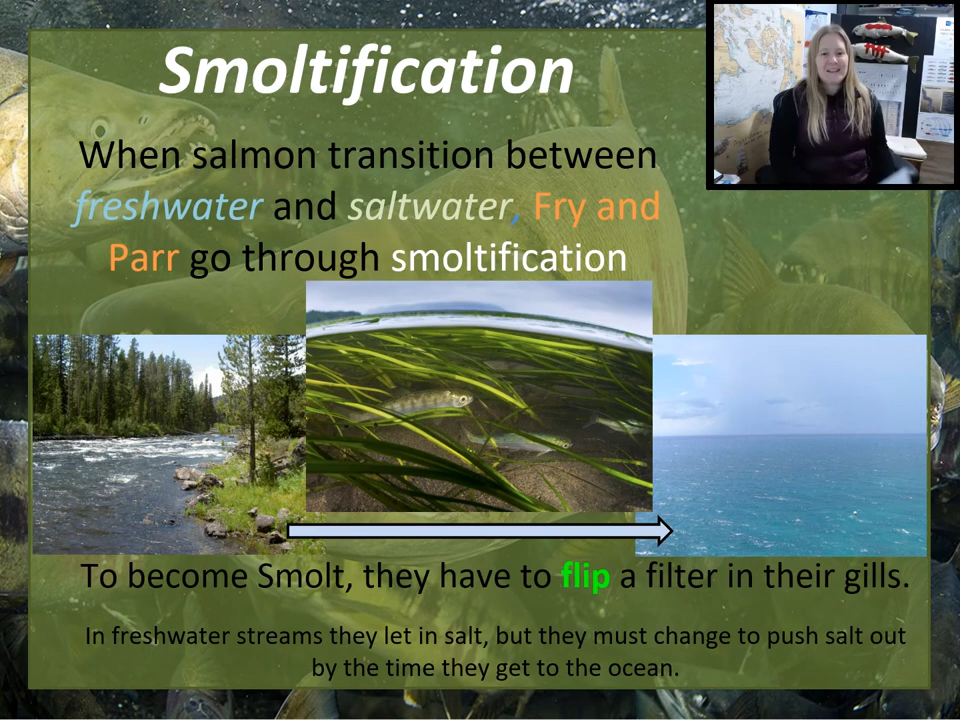 Smoltification
When salmon transition between
freshwater and saltwater, Fry and
Parr go through smoltification
To become Smolt, they have to flip a filter in their gills.
In freshwater streams they let in salt, but they must change to push salt out
by the time they get to the ocean.